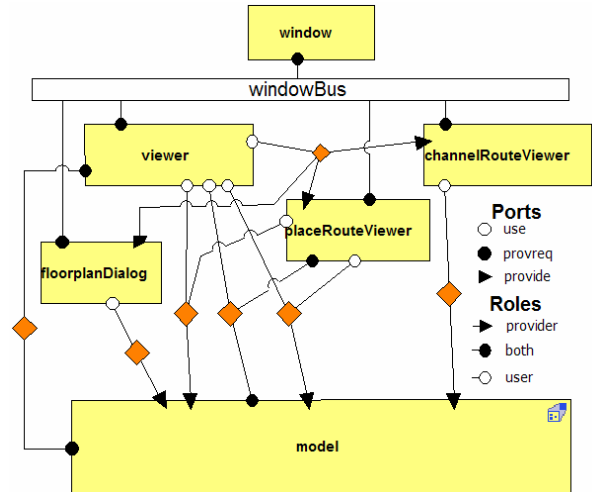 window
windowBus
viewer
channelRouteViewer
placeRouteViewer
floorplanDialog
Ports
use
provreq
provide
Roles
provider
both
user
model